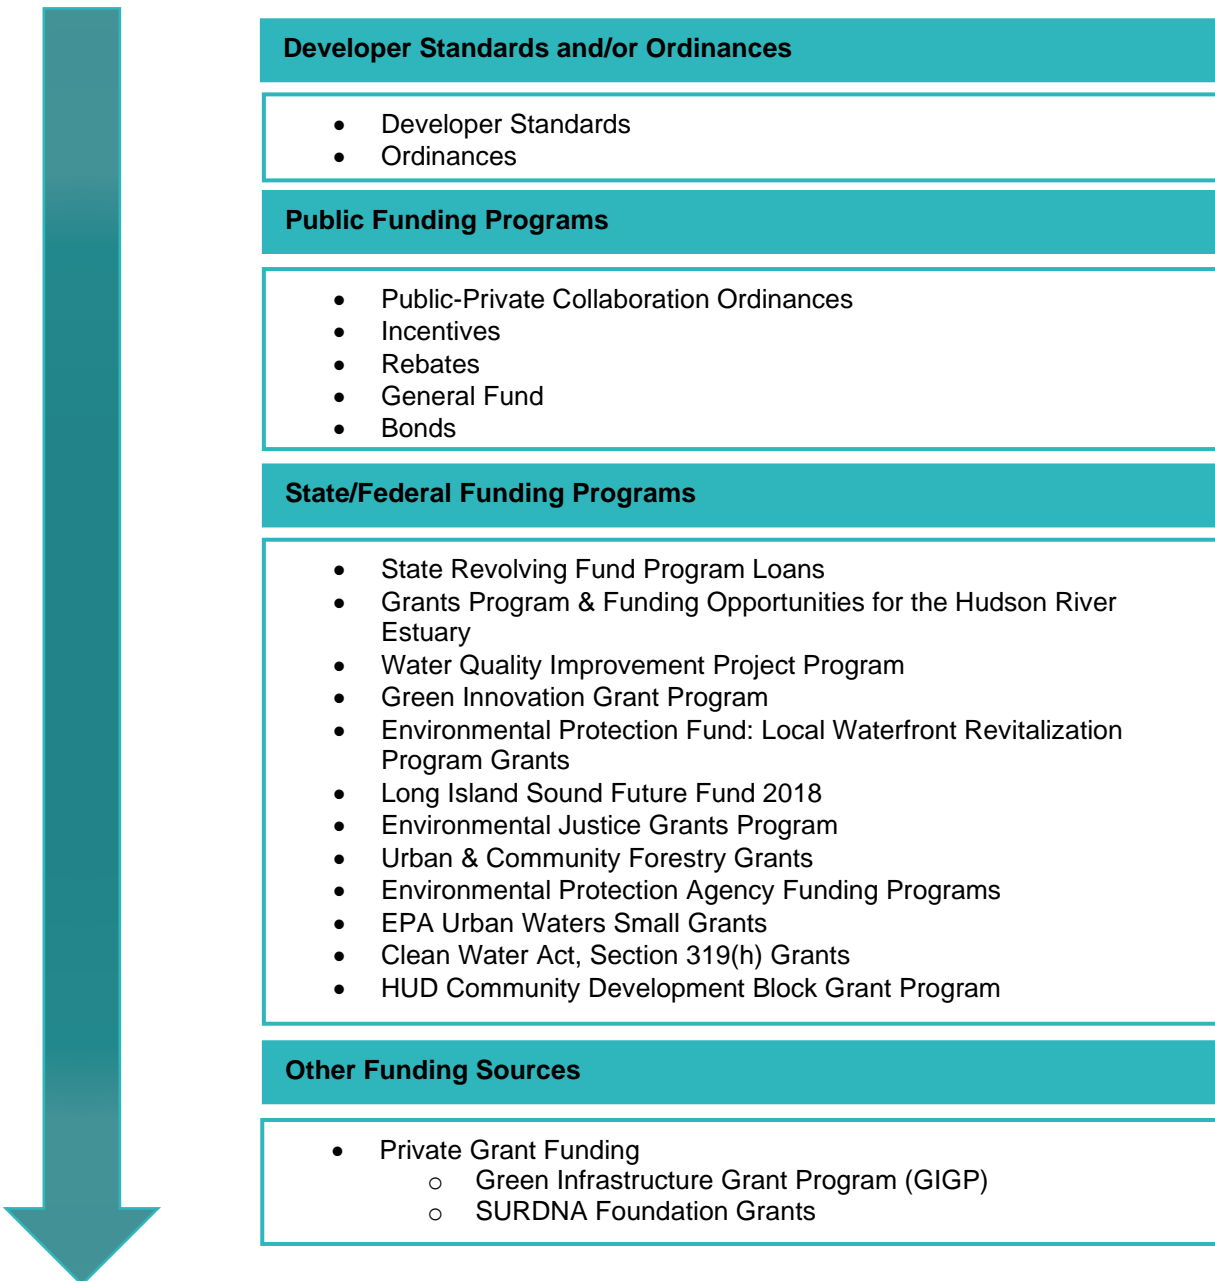 Developer Standards and/or Ordinances
• Developer Standards
• Ordinances
Public Funding Programs
• Public-Private Collaboration Ordinances
• Incentives
• Rebates
• General Fund
• Bonds
State/Federal Funding Programs
• State Revolving Fund Program Loans
• Grants Program & Funding Opportunities for the Hudson River
Estuary
• Water Quality Improvement Project Program
• Green Innovation Grant Program
• Environmental Protection Fund: Local Waterfront Revitalization
Program Grants
• Long Island Sound Future Fund 2018
• Environmental Justice Grants Program
• Urban & Community Forestry Grants
• Environmental Protection Agency Funding Programs
• EPA Urban Waters Small Grants
• Clean Water Act, Section 319(h) Grants
• HUD Community Development Block Grant Program
Other Funding Sources
• Private Grant Funding
o Green Infrastructure Grant Program (GIGP)
o SURDNA Foundation Grants